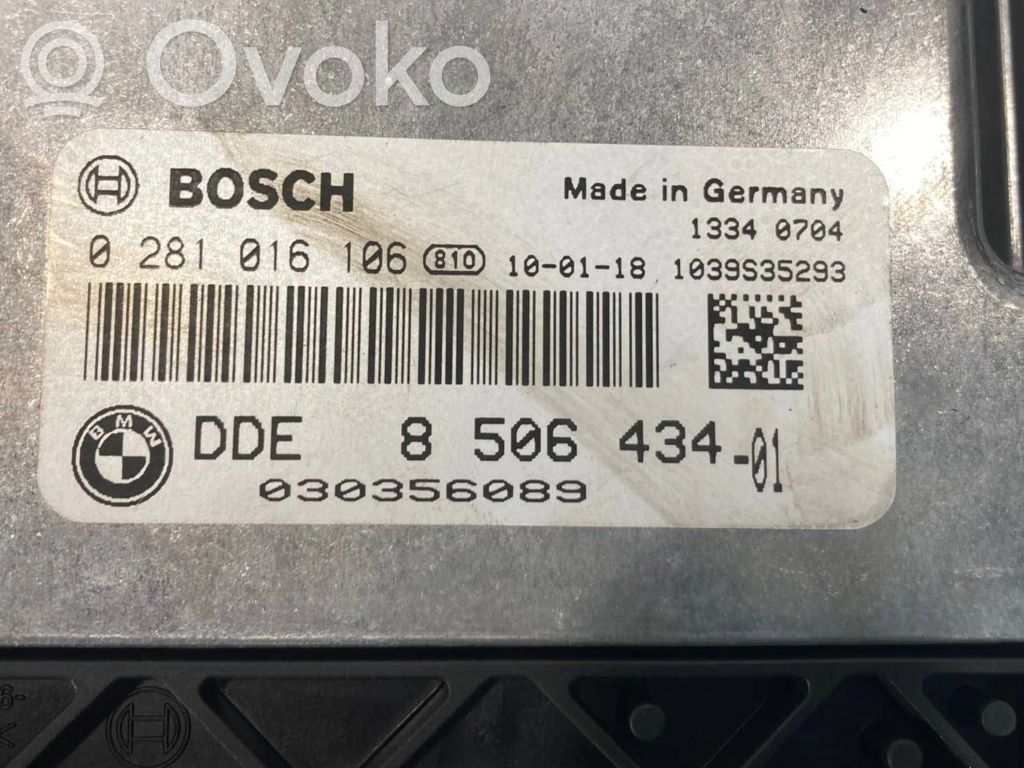 Ovoko
BOSCH
Made in Germany
1334 0704
0 281 016 106 810 10-01-18 1039S35293
BMW
DDE 8 506 434-01
030356089